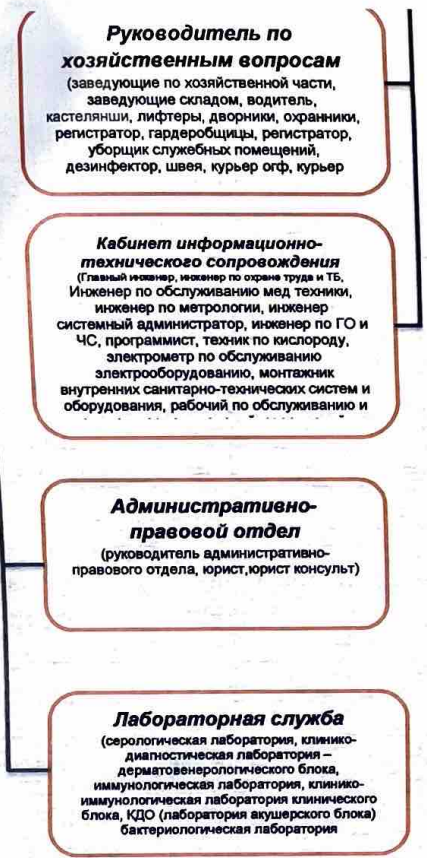 Руководитель по
хозяйственным вопросам
(заведующие по хозяйственной части,
заведующие складом, водитель,
кастелянши, лифтеры, дворники, охранники,
регистратор, гардеробщицы, регистратор,
уборщик служебных помещений,
дезинфектор, швея, курьер огф, курьер
Кабинет информационно-
технического сопровождения
(Главный инженер, инженер по охране труда и ТБ,
Инженер по обслуживанию мед техники,
инженер по метрологии, инженер
системный администратор, инженер по ГО и
ЧС, программист, техник по кислороду,
электрометр по обслуживанию
электрооборудованию, монтажник
внутренних санитарно-технических систем и
оборудования, рабочий по обслуживанию и
Административно-
правовой отдел
(руководитель административно-
правового отдела, юрист,юрист консульт)
Лабораторная служба
(серологическая лаборатория, клинико-
диагностическая лаборатория –
дерматовенерологического блока,
иммунологическая лаборатория, клинико-
иммунологическая лаборатория клинического
блока, КДО (лаборатория акушерского блока)
бактериологическая лаборатория